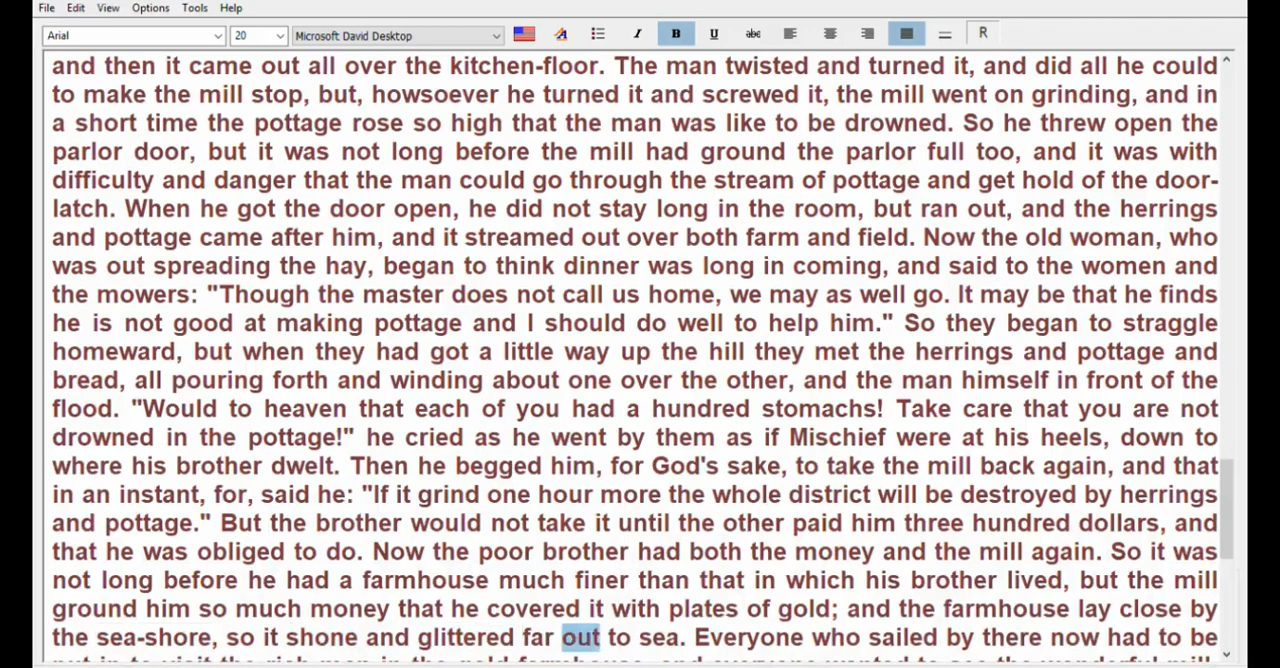 File Edit View Options Tools Help
Arial 20 Microsoft David Desktop A I B U abc R
and then it came out all over the kitchen-floor. The man twisted and turned it, and did all he could
to make the mill stop, but, howsoever he turned it and screwed it, the mill went on grinding, and in
a short time the pottage rose so high that the man was like to be drowned. So he threw open the
parlor door, but it was not long before the mill had ground the parlor full too, and it was with
difficulty and danger that the man could go through the stream of pottage and get hold of the door-
latch. When he got the door open, he did not stay long in the room, but ran out, and the herrings
and pottage came after him, and it streamed out over both farm and field. Now the old woman, who
was out spreading the hay, began to think dinner was long in coming, and said to the women and
the mowers: "Though the master does not call us home, we may as well go. It may be that he finds
he is not good at making pottage and I should do well to help him." So they began to straggle
homeward, but when they had got a little way up the hill they met the herrings and pottage and
bread, all pouring forth and winding about one over the other, and the man himself in front of the
flood. "Would to heaven that each of you had a hundred stomachs! Take care that you are not
drowned in the pottage!" he cried as he went by them as if Mischief were at his heels, down to
where his brother dwelt. Then he begged him, for God's sake, to take the mill back again, and that
in an instant, for, said he: "If it grind one hour more the whole district will be destroyed by herrings
and pottage." But the brother would not take it until the other paid him three hundred dollars, and
that he was obliged to do. Now the poor brother had both the money and the mill again. So it was
not long before he had a farmhouse much finer than that in which his brother lived, but the mill
ground him so much money that he covered it with plates of gold; and the farmhouse lay close by
the sea-shore, so it shone and glittered far out to sea. Everyone who sailed by there now had to be
put in to visit the rich man in the gold farmhouse, and everyone wanted to see the wonderful mill